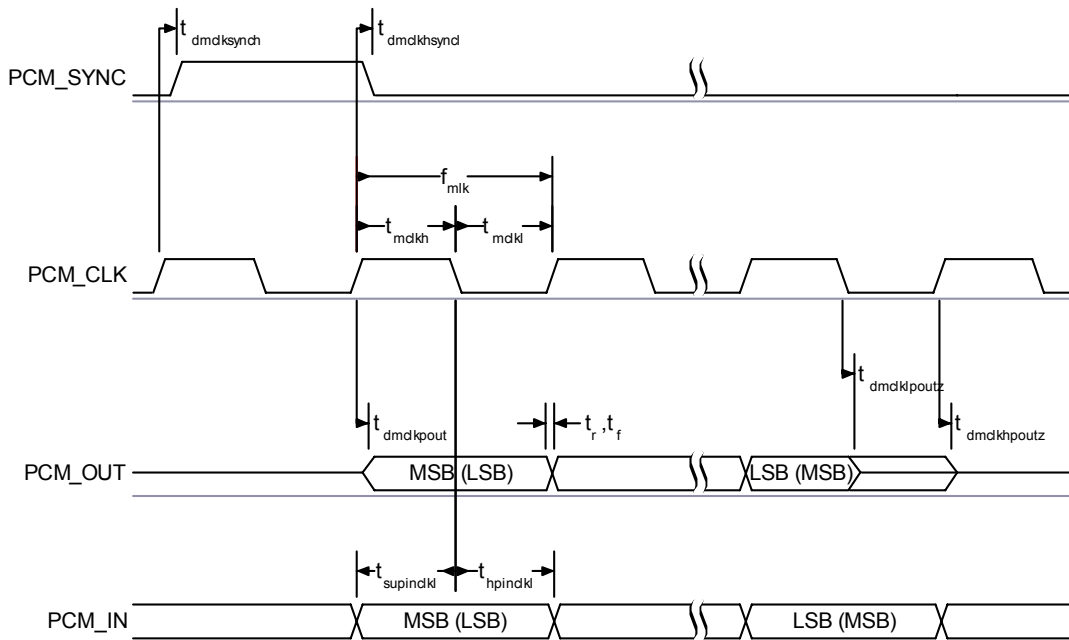 t dmclksynch
t dmclkhsyncl
PCM_SYNC
f mlk
t mclkh
t mclkl
PCM_CLK
t dmclklpoutz
t dmclkpout
t r ,t f
t dmclkhpoutz
PCM_OUT
MSB (LSB)
LSB (MSB)
t supinclkl
t hpinclkl
PCM_IN
MSB (LSB)
LSB (MSB)